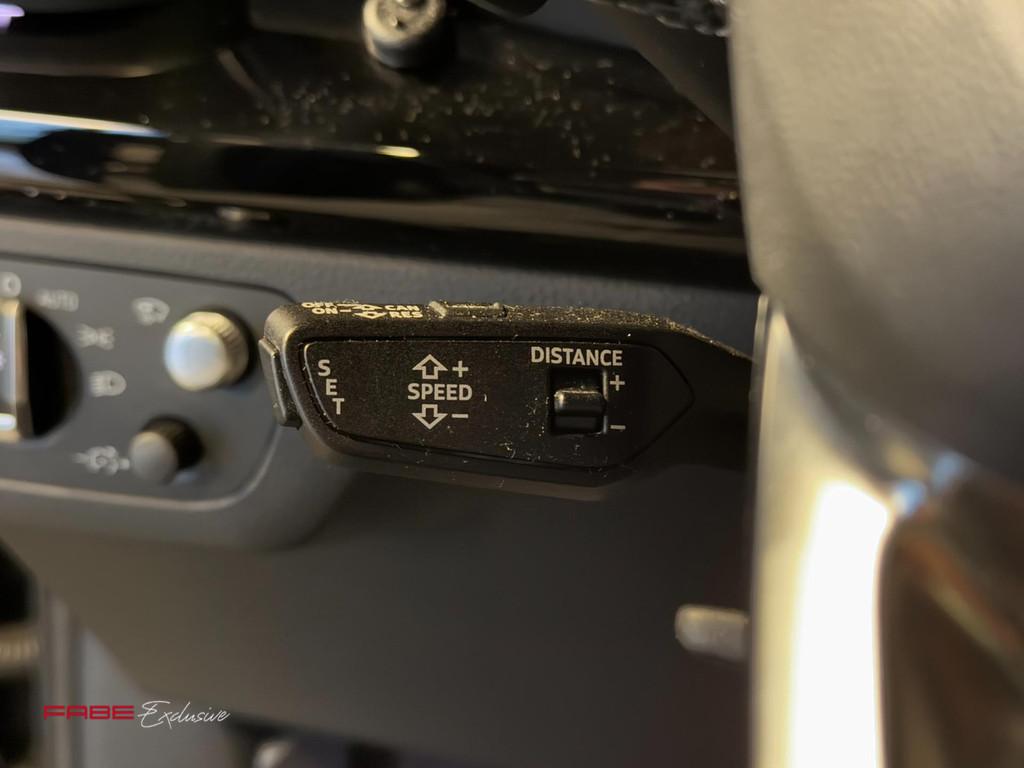 AUTO
OFF CAN
ON RES
SET
+
SPEED
-
DISTANCE
+
-
FABE Exclusive